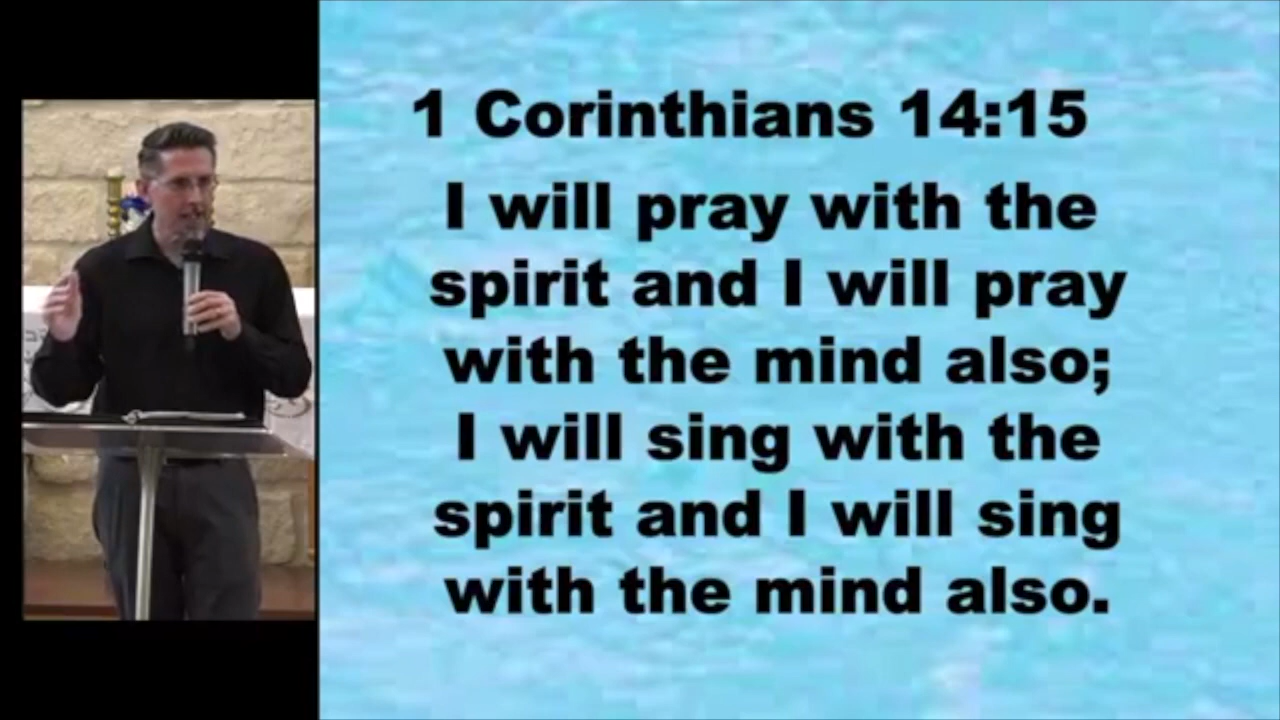 1 Corinthians 14:15
I will pray with the
spirit and I will pray
with the mind also;
I will sing with the
spirit and I will sing
with the mind also.